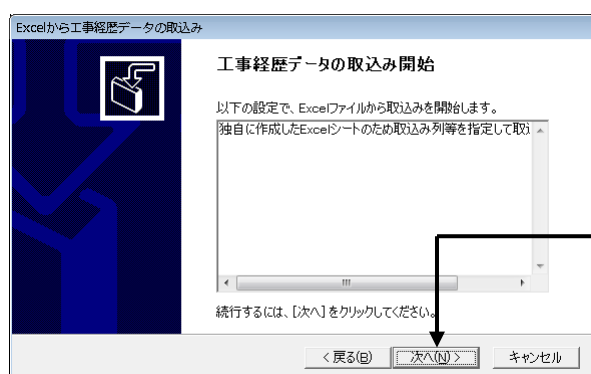 Excelから工事経歴データの取込み
工事経歴データの取込み開始
以下の設定で、Excelファイルから取込みを開始します。
独自に作成したExcelシートのため取込み列等を指定して取込
続行するには、[次へ] をクリックしてください。
< 戻る(B)
次へ(N) >
キャンセル